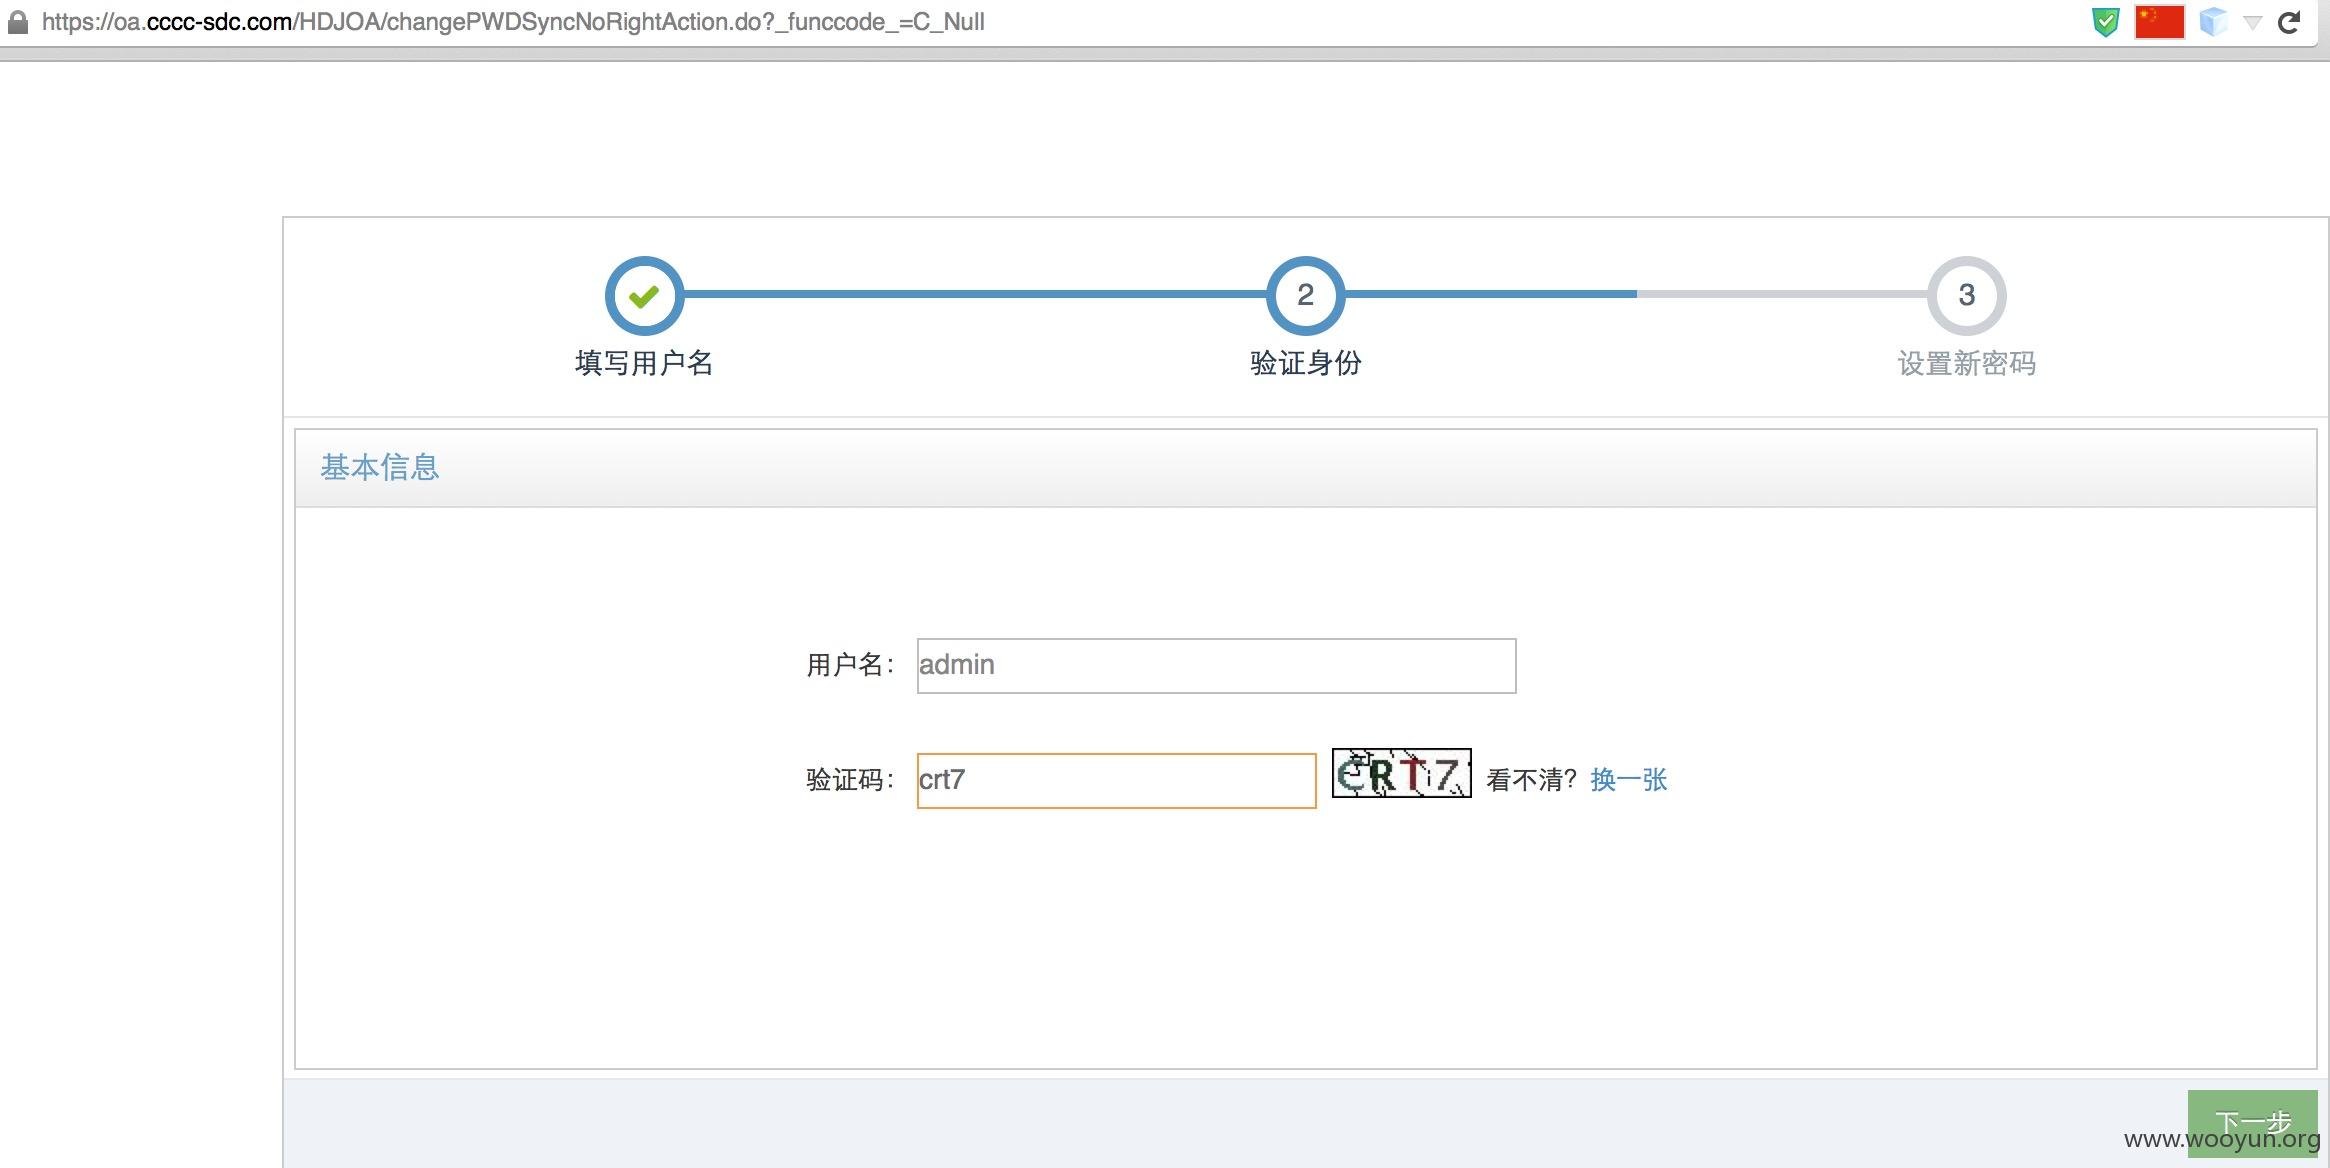 https://oa.cccc-sdc.com/HDJOA/changePWDSyncNoRightAction.do?_funccode_=C_Null
2
3
填写用户名
验证身份
设置新密码
基本信息
用户名：
admin
验证码：
crt7
CRT7
看不清？
换一张
下一步
www.wooyun.org